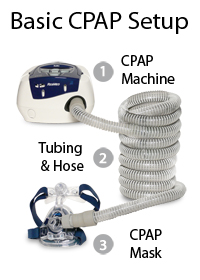 Basic CPAP Setup
1
CPAP
Machine
Tubing
& Hose
2
3
CPAP
Mask